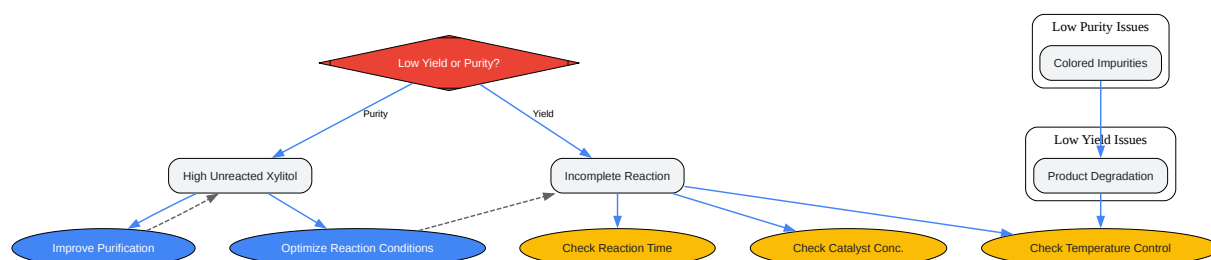 Low Purity Issues
Low Yield or Purity?
Colored Impurities
Purity
Yield
Low Yield Issues
High Unreacted Xylitol
Incomplete Reaction
Product Degradation
Improve Purification
Optimize Reaction Conditions
Check Reaction Time
Check Catalyst Conc.
Check Temperature Control